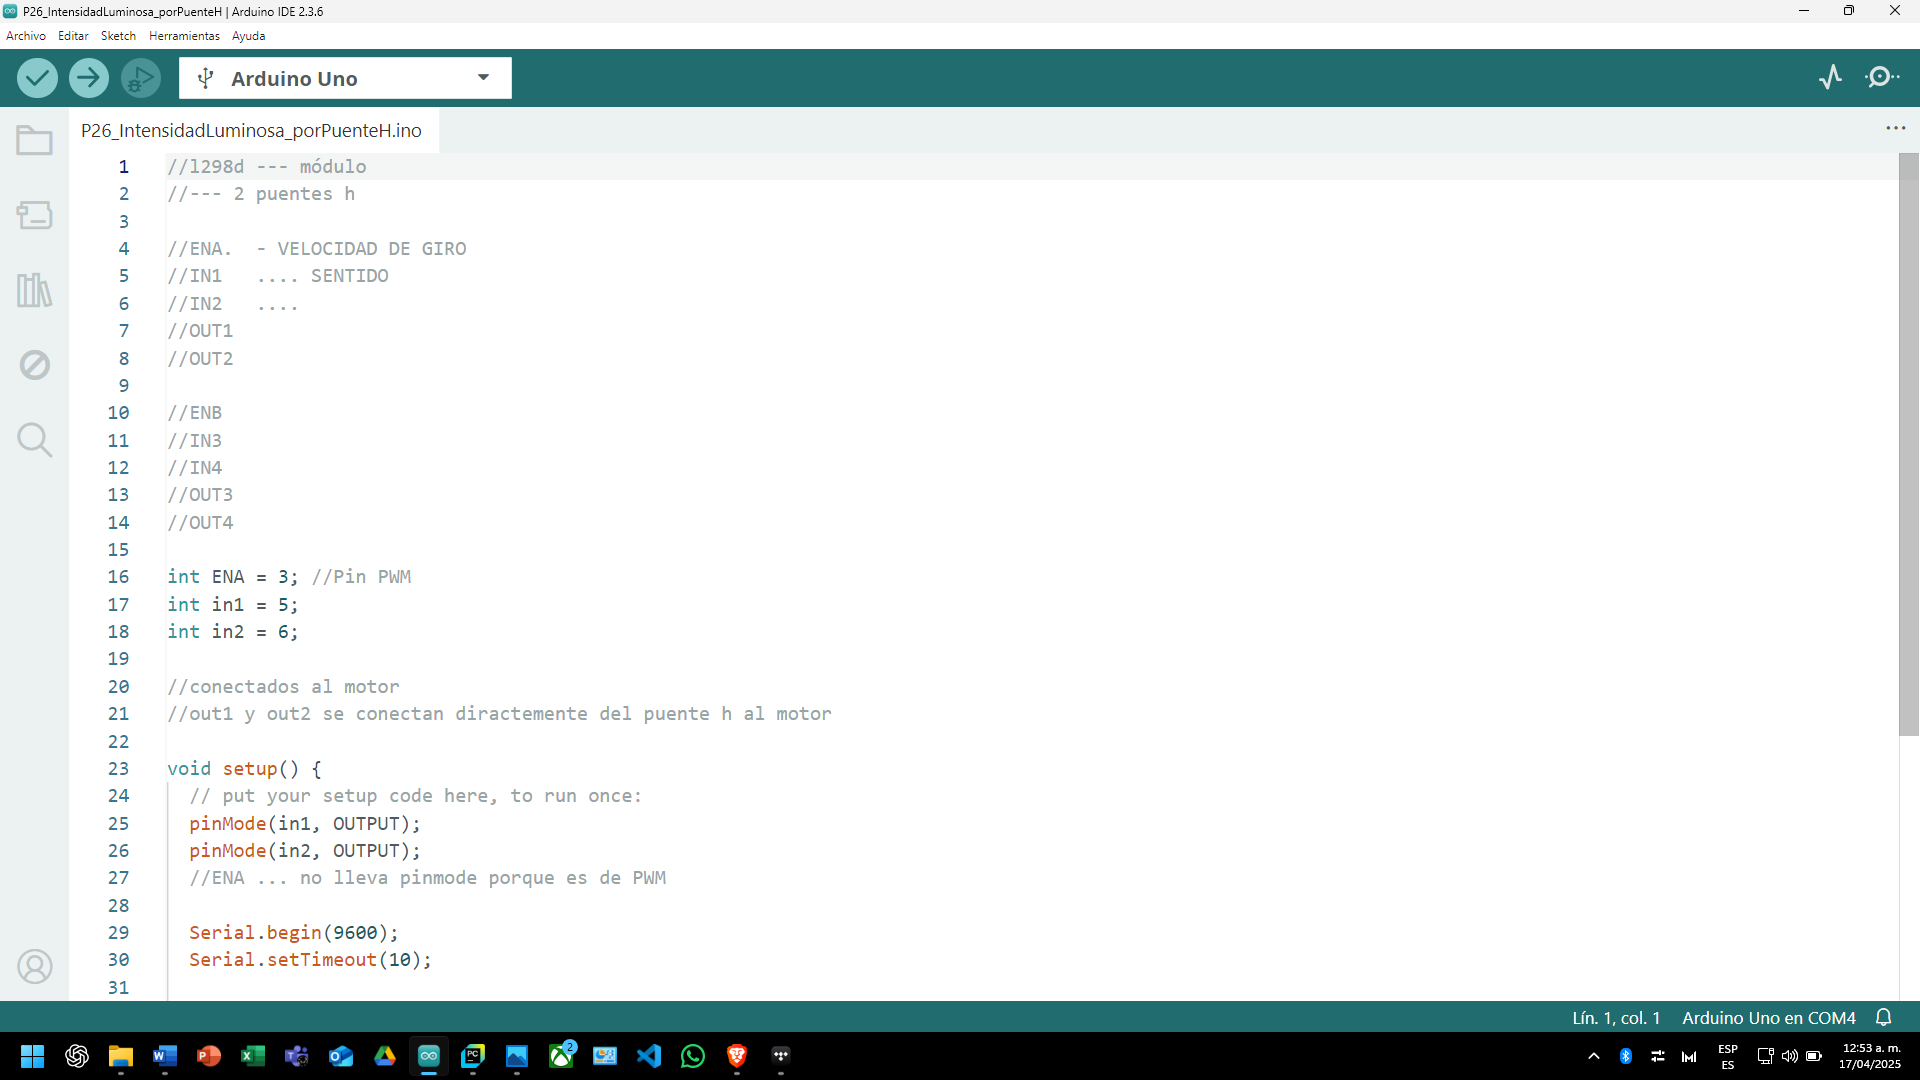 P26_IntensidadLuminosa_porPuenteH | Arduino IDE 2.3.6
Archivo Editar Sketch Herramientas Ayuda
Arduino Uno
P26_IntensidadLuminosa_porPuenteH.ino
1 //l298d --- módulo
2 //--- 2 puentes h
3
4 //ENA.  - VELOCIDAD DE GIRO
5 //IN1   .... SENTIDO
6 //IN2   ....
7 //OUT1
8 //OUT2
9
10 //ENB
11 //IN3
12 //IN4
13 //OUT3
14 //OUT4
15
16 int ENA = 3; //Pin PWM
17 int in1 = 5;
18 int in2 = 6;
19
20 //conectados al motor
21 //out1 y out2 se conectan diractemente del puente h al motor
22
23 void setup() {
24   // put your setup code here, to run once:
25   pinMode(in1, OUTPUT);
26   pinMode(in2, OUTPUT);
27   //ENA ... no lleva pinmode porque es de PWM
28
29   Serial.begin(9600);
30   Serial.setTimeout(10);
31
Lín. 1, col. 1 Arduino Uno en COM4
2
ESP
ES
12:53 a. m.
17/04/2025